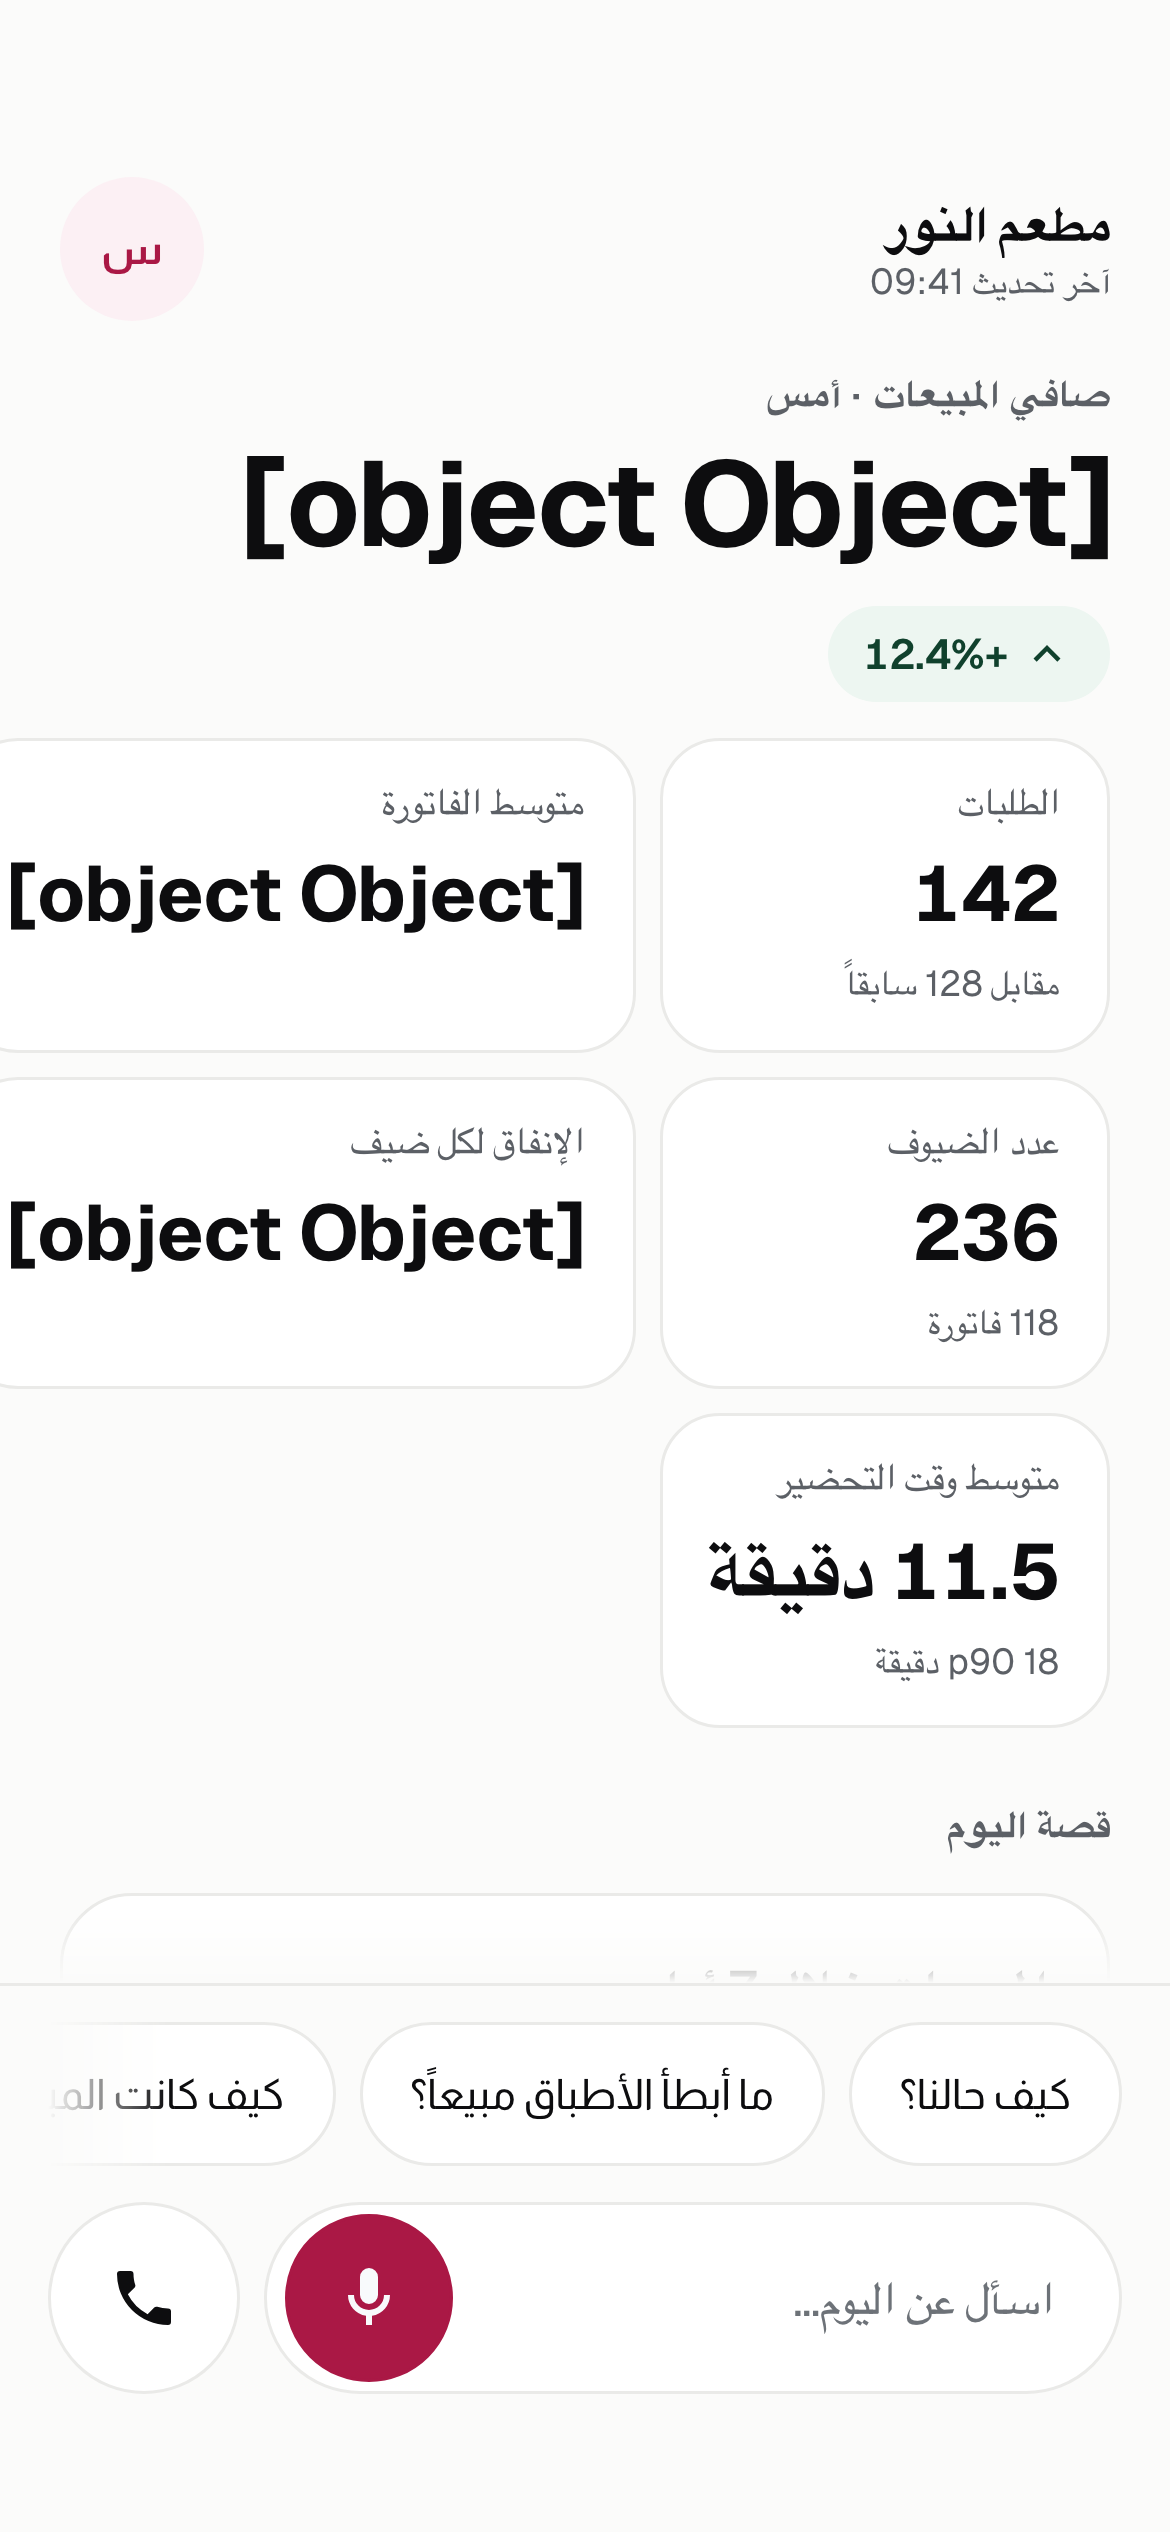 مطعم النور
آخر تحديث 09:41
س
صافي المبيعات · أمس
[object Object]
12.4%+
الطلبات
142
مقابل 128 سابقاً
متوسط الفاتورة
[object Object]
عدد الضيوف
236
118 فاتورة
الإنفاق لكل ضيف
[object Object]
متوسط وقت التحضير
11.5 دقيقة
p90 18 دقيقة
قصة اليوم
كيف حالنا؟
ما أبطأ الأطباق مبيعاً؟
كيف كانت
اسأل عن اليوم...